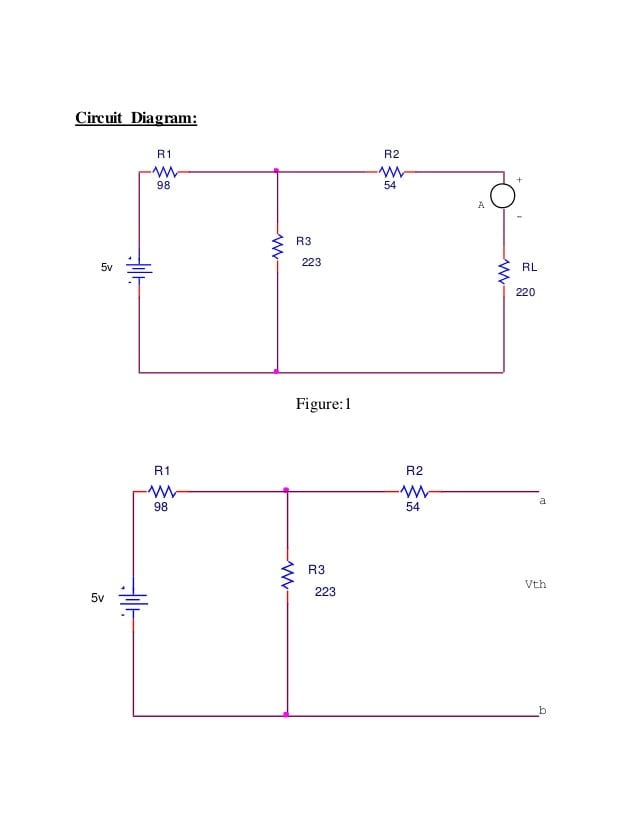 Circuit Diagram:
R1 R2
98 54
+
A
-
R3
223
5v
RL
220
Figure:1
R1 R2
98 54
a
R3
223
Vth
5v
b